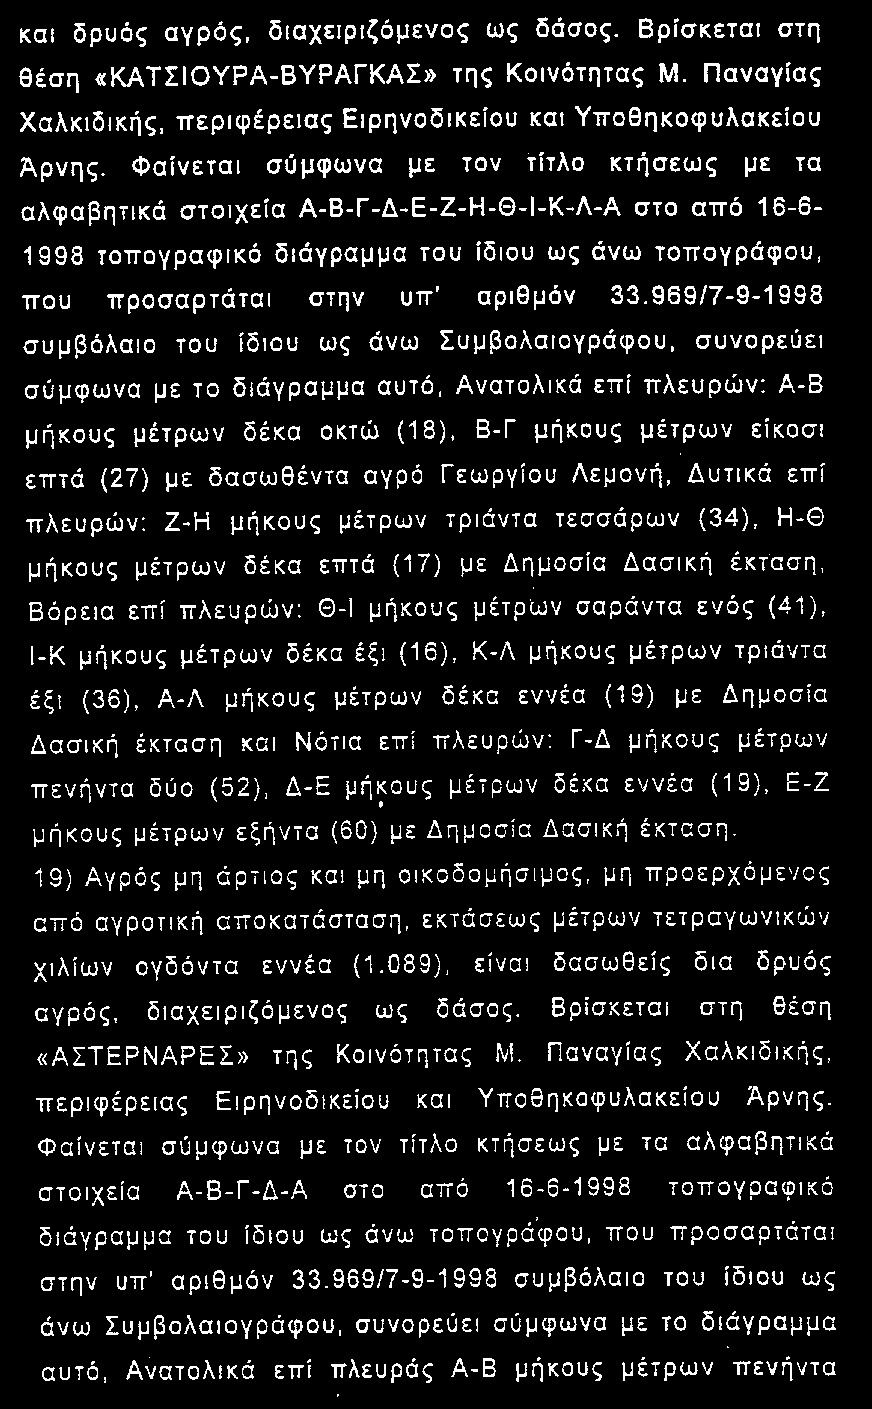 και δρυός αγρός, διαχειριζόμενος ως δάσος. Βρίσκεται στη
θέση «ΚΑΤΣΙΟΥΡΑ-ΒΥΡΑΓΚΑΣ» της Κοινότητας Μ. Παναγίας
Χαλκιδικής, περιφέρειας Ειρηνοδικείου και Υποθηκοφυλακείου
Άρνης. Φαίνεται σύμφωνα με τον τίτλο κτήσεως με τα
αλφαβητικά στοιχεία Α-Β-Γ-Δ-Ε-Ζ-Η-Θ-Ι-Κ-Λ-Α στο από 16-6-
1998 τοπογραφικό διάγραμμα του ίδιου ως άνω τοπογράφου,
που προσαρτάται στην υπ' αριθμόν 33.969/7-9-1998
συμβόλαιο του ίδιου ως άνω Συμβολαιογράφου, συνορεύει
σύμφωνα με το διάγραμμα αυτό, Ανατολικά επί πλευρών: Α-Β
μήκους μέτρων δέκα οκτώ (18), Β-Γ μήκους μέτρων είκοσι
επτά (27) με δασωθέντα αγρό Γεωργίου Λεμονή, Δυτικά επί
πλευρών: Ζ-Η μήκους μέτρων τριάντα τεσσάρων (34), Η-Θ
μήκους μέτρων δέκα επτά (17) με Δημοσία Δασική έκταση,
Βόρεια επί πλευρών: Θ-Ι μήκους μέτρων σαράντα ενός (41),
Ι-Κ μήκους μέτρων δέκα έξι (16), Κ-Λ μήκους μέτρων τριάντα
έξι (36), Α-Λ μήκους μέτρων δέκα εννέα (19) με Δημοσία
Δασική έκταση και Νότια επί πλευρών: Γ-Δ μήκους μέτρων
πενήντα δύο (52), Δ-Ε μήκους μέτρων δέκα εννέα (19), Ε-Ζ
μήκους μέτρων εξήντα (60) με Δημοσία Δασική έκταση.
19) Αγρός μη άρτιος και μη οικοδομήσιμος, μη προερχόμενος
από αγροτική αποκατάσταση, εκτάσεως μέτρων τετραγωνικών
χιλίων ογδόντα εννέα (1.089), είναι δασωθείς δια δρυός
αγρός, διαχειριζόμενος ως δάσος. Βρίσκεται στη θέση
«ΑΣΤΕΡΝΑΡΕΣ» της Κοινότητας Μ. Παναγίας Χαλκιδικής,
περιφέρειας Ειρηνοδικείου και Υποθηκοφυλακείου Άρνης.
Φαίνεται σύμφωνα με τον τίτλο κτήσεως με τα αλφαβητικά
στοιχεία Α-Β-Γ-Δ-Α στο από 16-6-1998 τοπογραφικό
διάγραμμα του ίδιου ως άνω τοπογράφου, που προσαρτάται
στην υπ' αριθμόν 33.969/7-9-1998 συμβόλαιο του ίδιου ως
άνω Συμβολαιογράφου, συνορεύει σύμφωνα με το διάγραμμα
αυτό, Ανατολικά επί πλευράς Α-Β μήκους μέτρων πενήντα